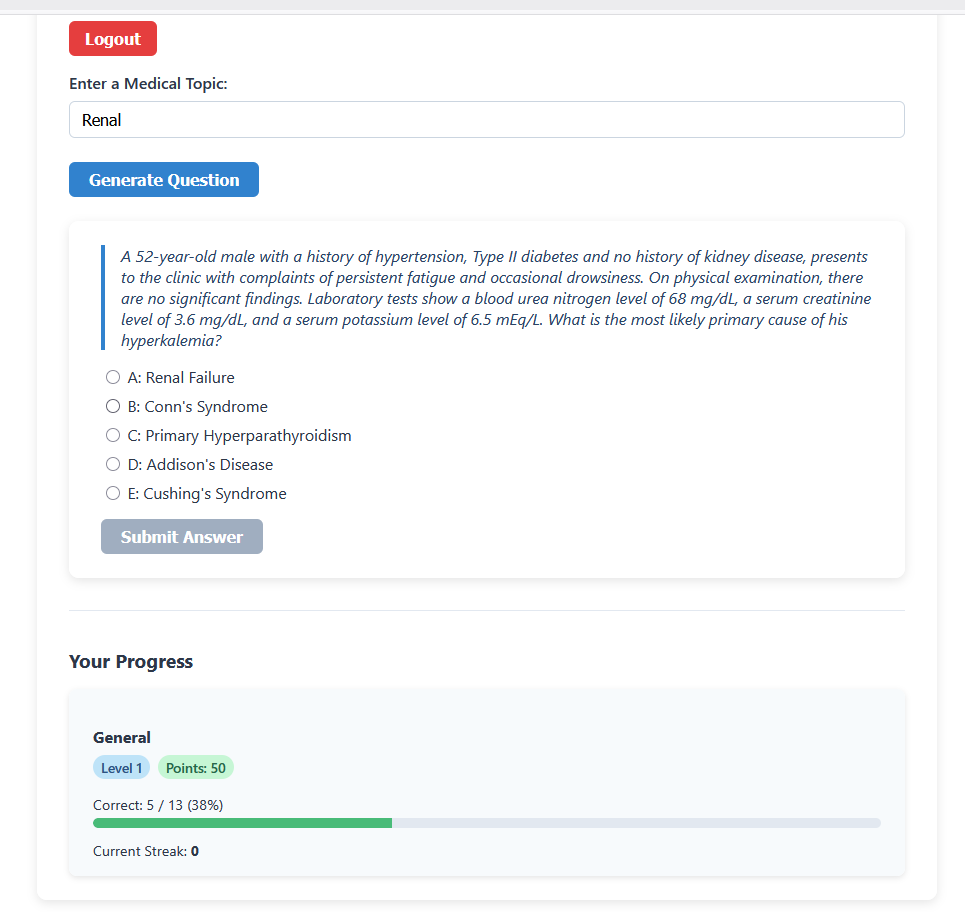 Logout
Enter a Medical Topic:
Renal
Generate Question
A 52-year-old male with a history of hypertension, Type II diabetes and no history of kidney disease, presents
to the clinic with complaints of persistent fatigue and occasional drowsiness. On physical examination, there
are no significant findings. Laboratory tests show a blood urea nitrogen level of 68 mg/dL, a serum creatinine
level of 3.6 mg/dL, and a serum potassium level of 6.5 mEq/L. What is the most likely primary cause of his
hyperkalemia?
A: Renal Failure
B: Conn's Syndrome
C: Primary Hyperparathyroidism
D: Addison's Disease
E: Cushing's Syndrome
Submit Answer
Your Progress
General
Level 1 Points: 50
Correct: 5 / 13 (38%)
Current Streak: 0